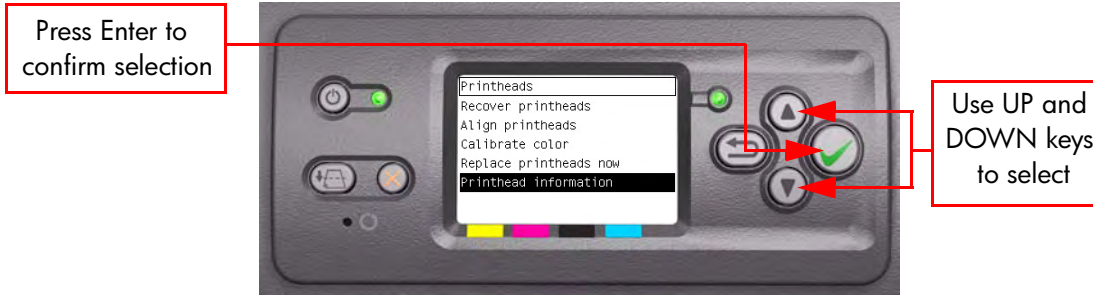 Press Enter to
confirm selection
Printheads
Recover printheads
Align printheads
Calibrate color
Replace printheads now
Printhead information
Use UP and
DOWN keys
to select